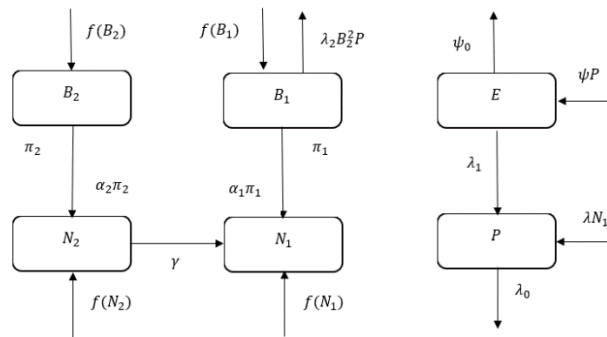 f(B₂)
f(B₁)
λ₂B₂²P
ψ₀
B₂
B₁
E
ψP
π₂
π₁
λ₁
α₂π₂
α₁π₁
N₂
N₁
P
λN₁
γ
λ₀
f(N₂)
f(N₁)